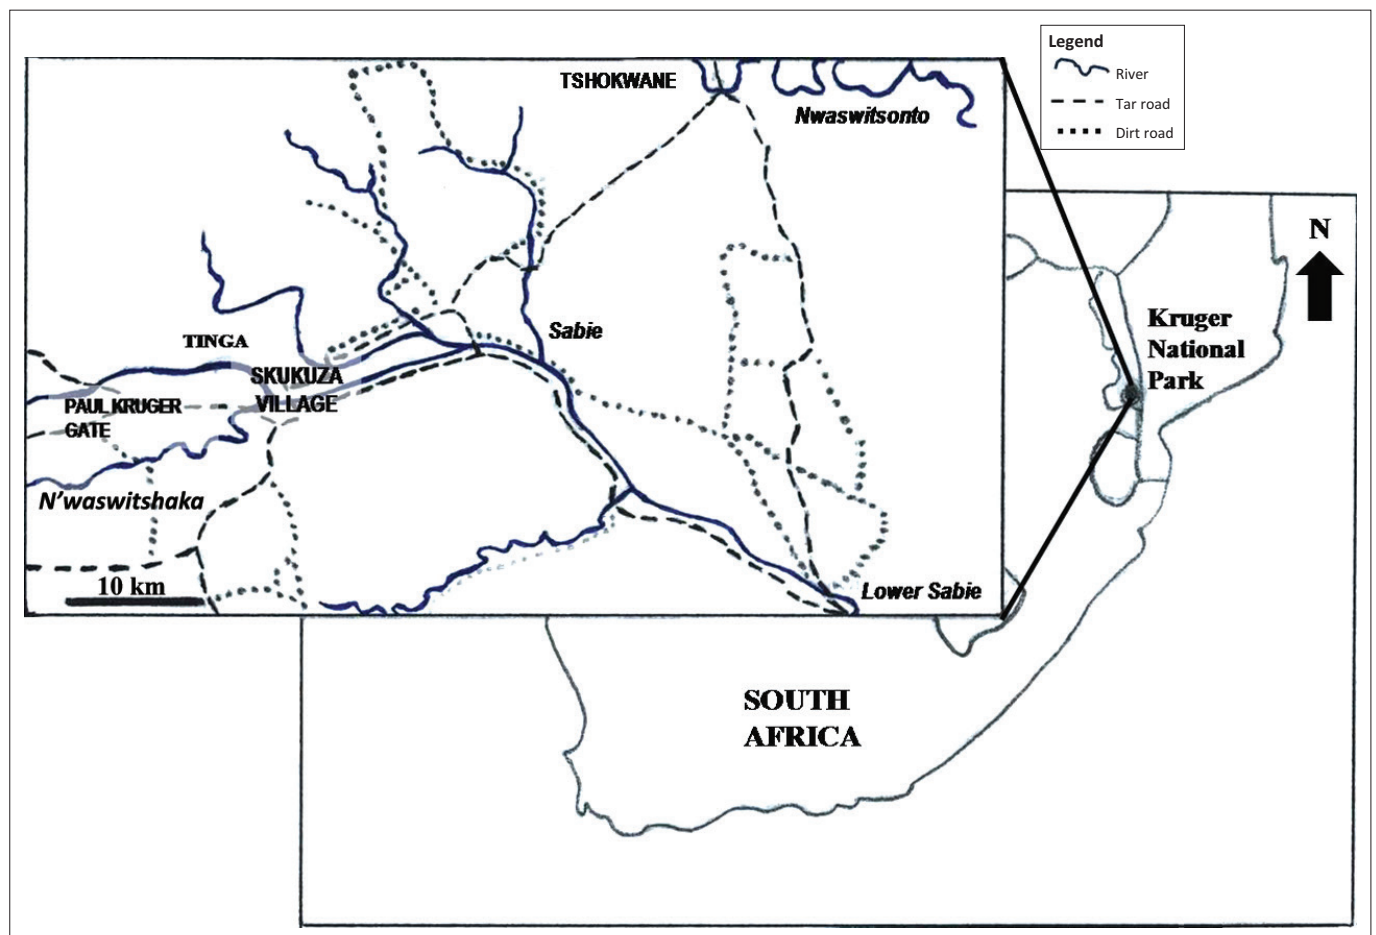 Legend
River
Tar road
Dirt road
TSHOKWANE
Nwaswitsonto
N
Kruger
National
Park
Sabie
TINGA
SKUKUZA
VILLAGE
PAUL KRUGER
GATE
N'waswitshaka
10 km
Lower Sabie
SOUTH
AFRICA